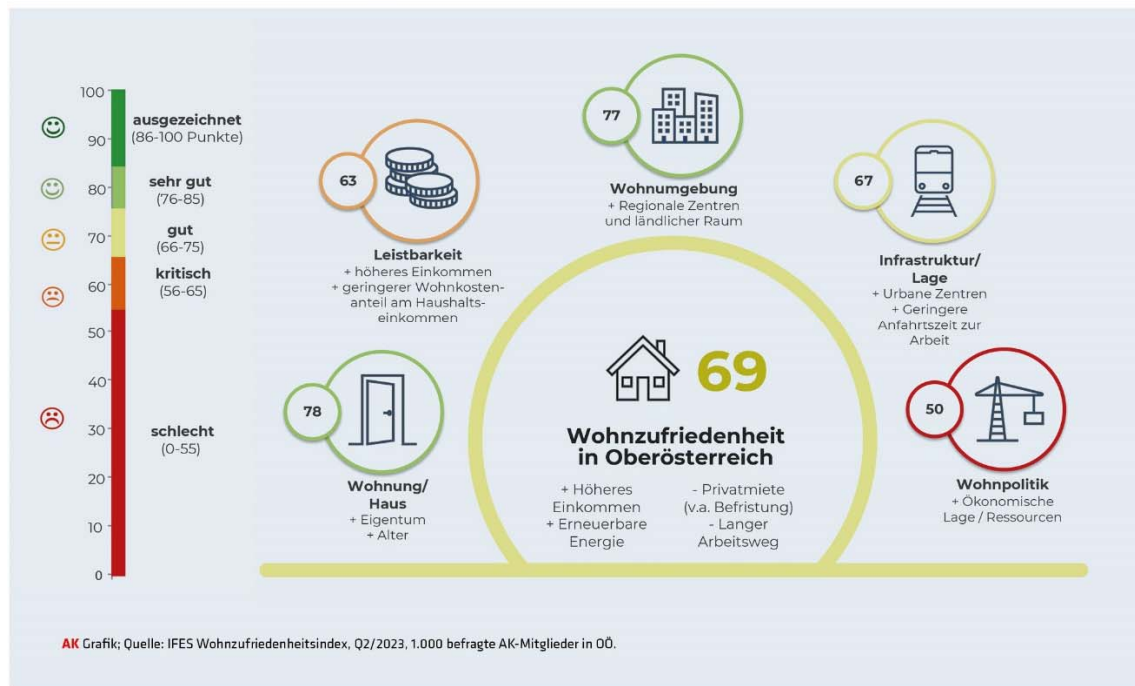 100
90
80
70
60
50
40
30
20
10
0
ausgezeichnet
(86-100 Punkte)
sehr gut
(76-85)
gut
(66-75)
kritisch
(56-65)
schlecht
(0-55)
78
Wohnung/
Haus
+ Eigentum
+ Alter
63
Leistbarkeit
+ höheres Einkommen
+ geringerer Wohnkosten-
anteil am Haushalts-
einkommen
77
Wohnumgebung
+ Regionale Zentren
und ländlicher Raum
67
Infrastruktur/
Lage
+ Urbane Zentren
+ Geringere
Anfahrtszeit zur
Arbeit
50
Wohnpolitik
+ Ökonomische
Lage / Ressourcen
69
Wohnzufriedenheit
in Oberösterreich
+ Höheres
Einkommen
+ Erneuerbare
Energie
- Privatmiete
(v.a. Befristung)
- Langer
Arbeitsweg
AK Grafik; Quelle: IFES Wohnzufriedenheitsindex, Q2/2023, 1.000 befragte AK-Mitglieder in OÖ.